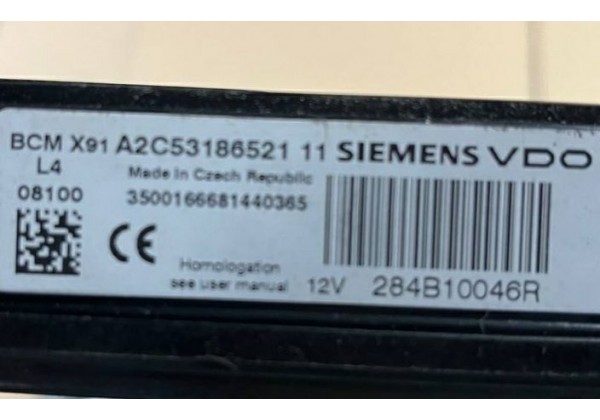 BCM X91 A2C53186521 11 SIEMENS VDO
L4 Made in Czech Republic
08100 3500166681440365
CE
Homologation
see user manual 12V 284B10046R